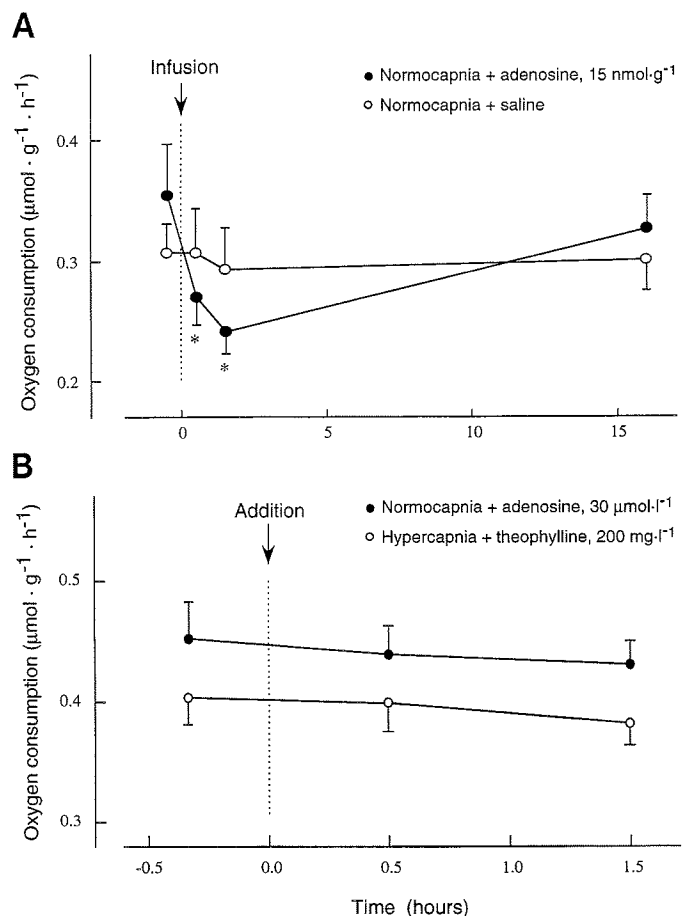 A
Infusion
● Normocapnia + adenosine, 15 nmol·g⁻¹
○ Normocapnia + saline
Oxygen consumption (μmol · g⁻¹ · h⁻¹)
0.4
0.3
0.2
*
*
0
5
10
15
B
Addition
● Normocapnia + adenosine, 30 μmol·l⁻¹
○ Hypercapnia + theophylline, 200 mg·l⁻¹
Oxygen consumption (μmol · g⁻¹ · h⁻¹)
0.5
0.4
0.3
-0.5
0.0
0.5
1.0
1.5
Time (hours)